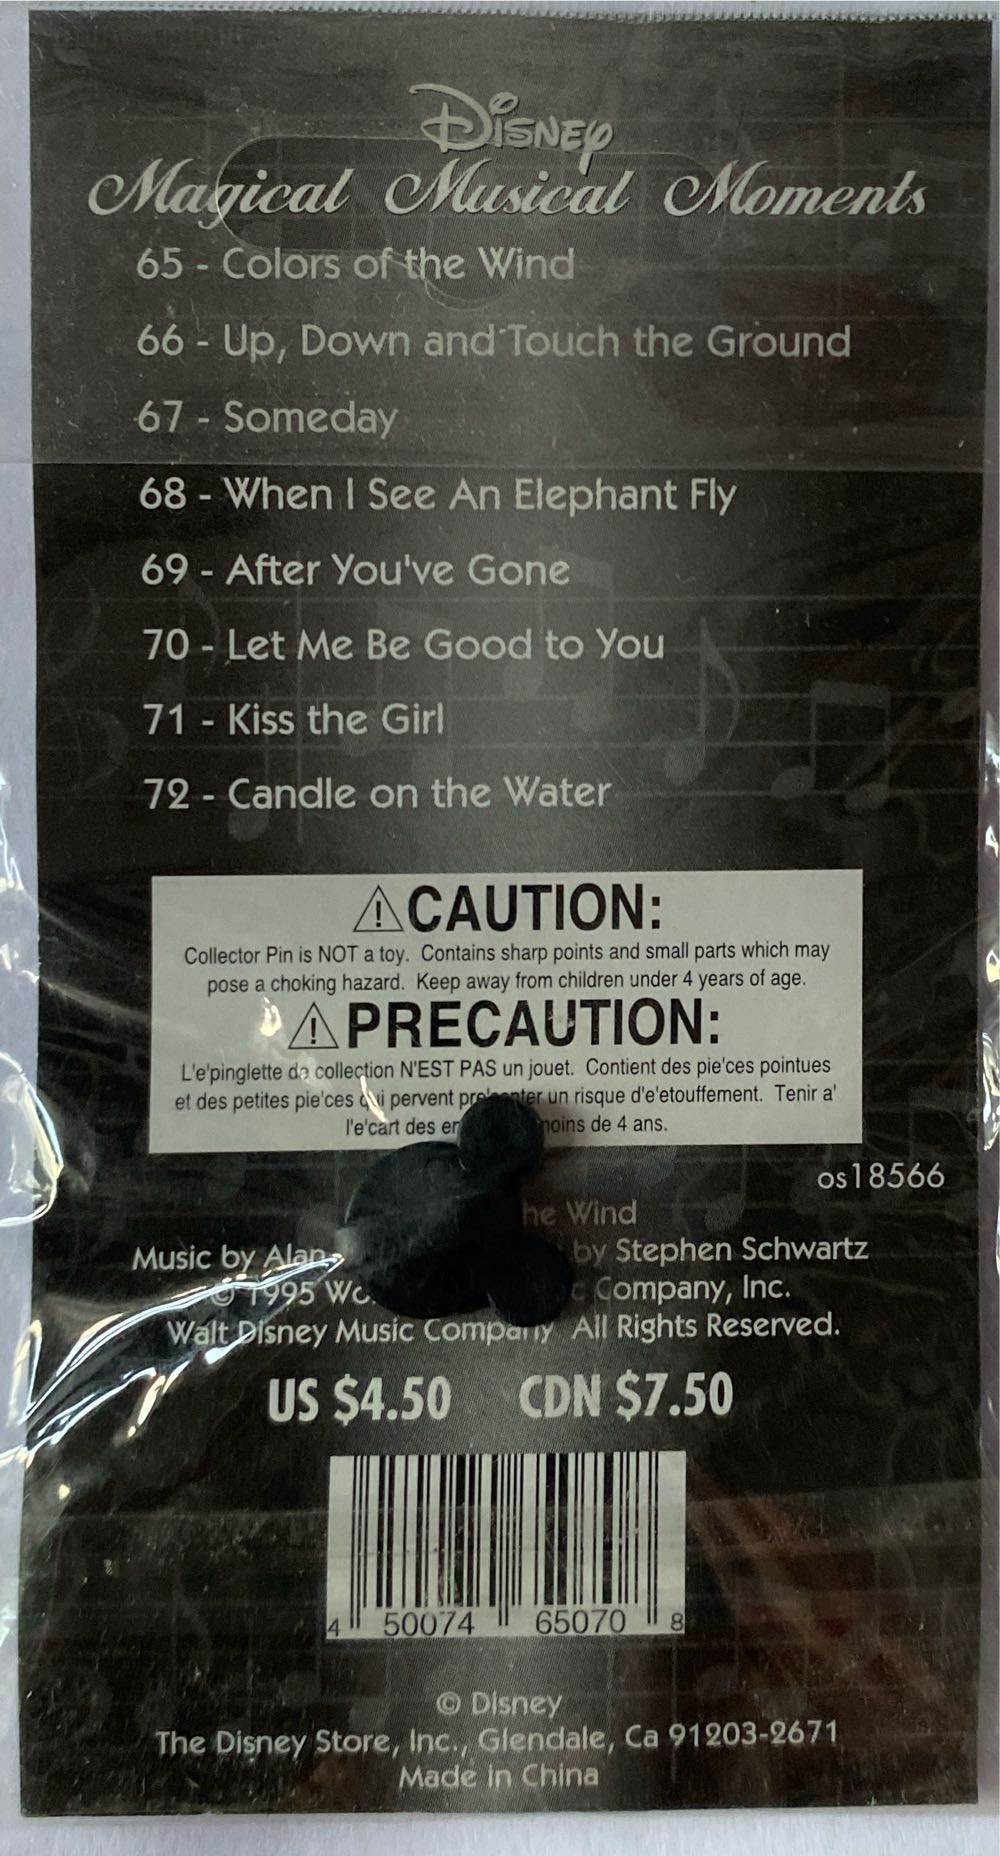 Disney
Magical Musical Moments
65 - Colors of the Wind
66 - Up, Down and Touch the Ground
67 - Someday
68 - When I See An Elephant Fly
69 - After You've Gone
70 - Let Me Be Good to You
71 - Kiss the Girl
72 - Candle on the Water
CAUTION:
Collector Pin is NOT a toy. Contains sharp points and small parts which may
pose a choking hazard. Keep away from children under 4 years of age.
PRECAUTION:
L'e'pinglette de collection N'EST PAS un jouet. Contient des pie'ces pointues
et des petites pie'ces qui pervent pre'senter un risque d'e'etouffement. Tenir a'
l'e'cart des moins de 4 ans.
os18566
the Wind
Music by Alan by Stephen Schwartz
© 1995 Company, Inc.
Walt Disney Music Company All Rights Reserved.
US $4.50 CDN $7.50
4 50074 65070 8
© Disney
The Disney Store, Inc., Glendale, Ca 91203-2671
Made in China